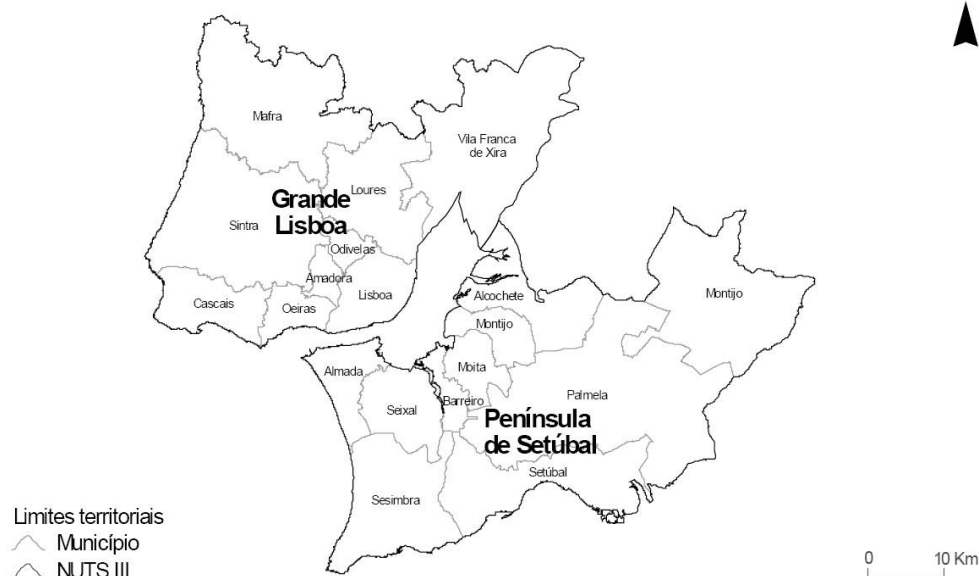 Mafra
Vila Franca
de Xira
Loures
Grande
Lisboa
Sintra
Odivelas
Amadora
Lisboa
Cascais
Oeiras
Alcochete
Montijo
Montijo
Almada
Moita
Seixal
Barreiro
Palmela
Península
de Setúbal
Setúbal
Sesimbra
Limites territoriais
Município
NUTS III
0 10 Km